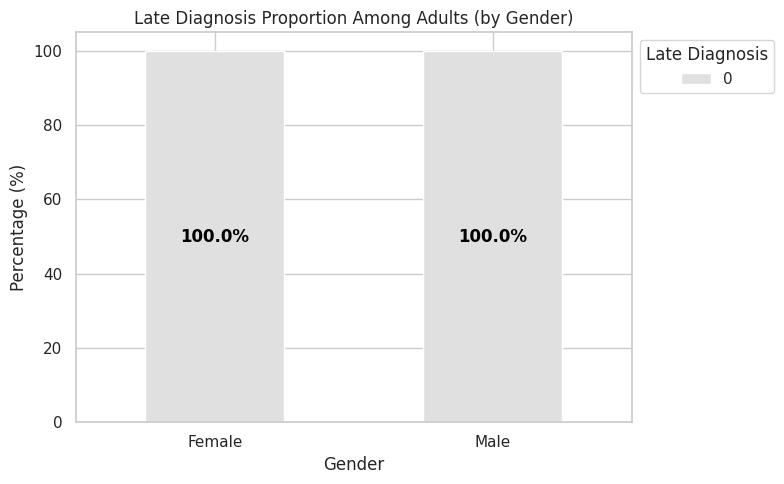 Late Diagnosis Proportion Among Adults (by Gender)
Late Diagnosis
0
Percentage (%)
100
80
60
40
20
0
100.0%
100.0%
Female
Male
Gender